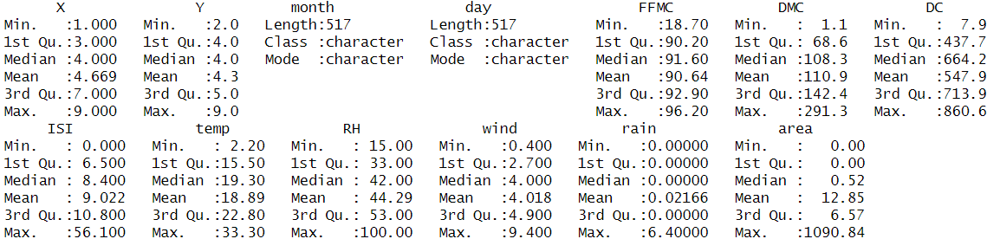 X Y month day FFMC DMC DC
Min. :1.000 Min. :2.0 Length:517 Length:517 Min. :18.70 Min. : 1.1 Min. : 7.9
1st Qu.:3.000 1st Qu.:4.0 Class :character Class :character 1st Qu.:90.20 1st Qu.: 68.6 1st Qu.:437.7
Median :4.000 Median :4.0 Mode :character Mode :character Median :91.60 Median :108.3 Median :664.2
Mean :4.669 Mean :4.3 Mean :90.64 Mean :110.9 Mean :547.9
3rd Qu.:7.000 3rd Qu.:5.0 3rd Qu.:92.90 3rd Qu.:142.4 3rd Qu.:713.9
Max. :9.000 Max. :9.0 Max. :96.20 Max. :291.3 Max. :860.6
ISI temp RH wind rain area
Min. : 0.000 Min. : 2.20 Min. : 15.00 Min. :0.400 Min. :0.00000 Min. : 0.00
1st Qu.: 6.500 1st Qu.:15.50 1st Qu.: 33.00 1st Qu.:2.700 1st Qu.:0.00000 1st Qu.: 0.00
Median : 8.400 Median :19.30 Median : 42.00 Median :4.000 Median :0.00000 Median : 0.52
Mean : 9.022 Mean :18.89 Mean : 44.29 Mean :4.018 Mean :0.02166 Mean : 12.85
3rd Qu.:10.800 3rd Qu.:22.80 3rd Qu.: 53.00 3rd Qu.:4.900 3rd Qu.:0.00000 3rd Qu.: 6.57
Max. :56.100 Max. :33.30 Max. :100.00 Max. :9.400 Max. :6.40000 Max. :1090.84